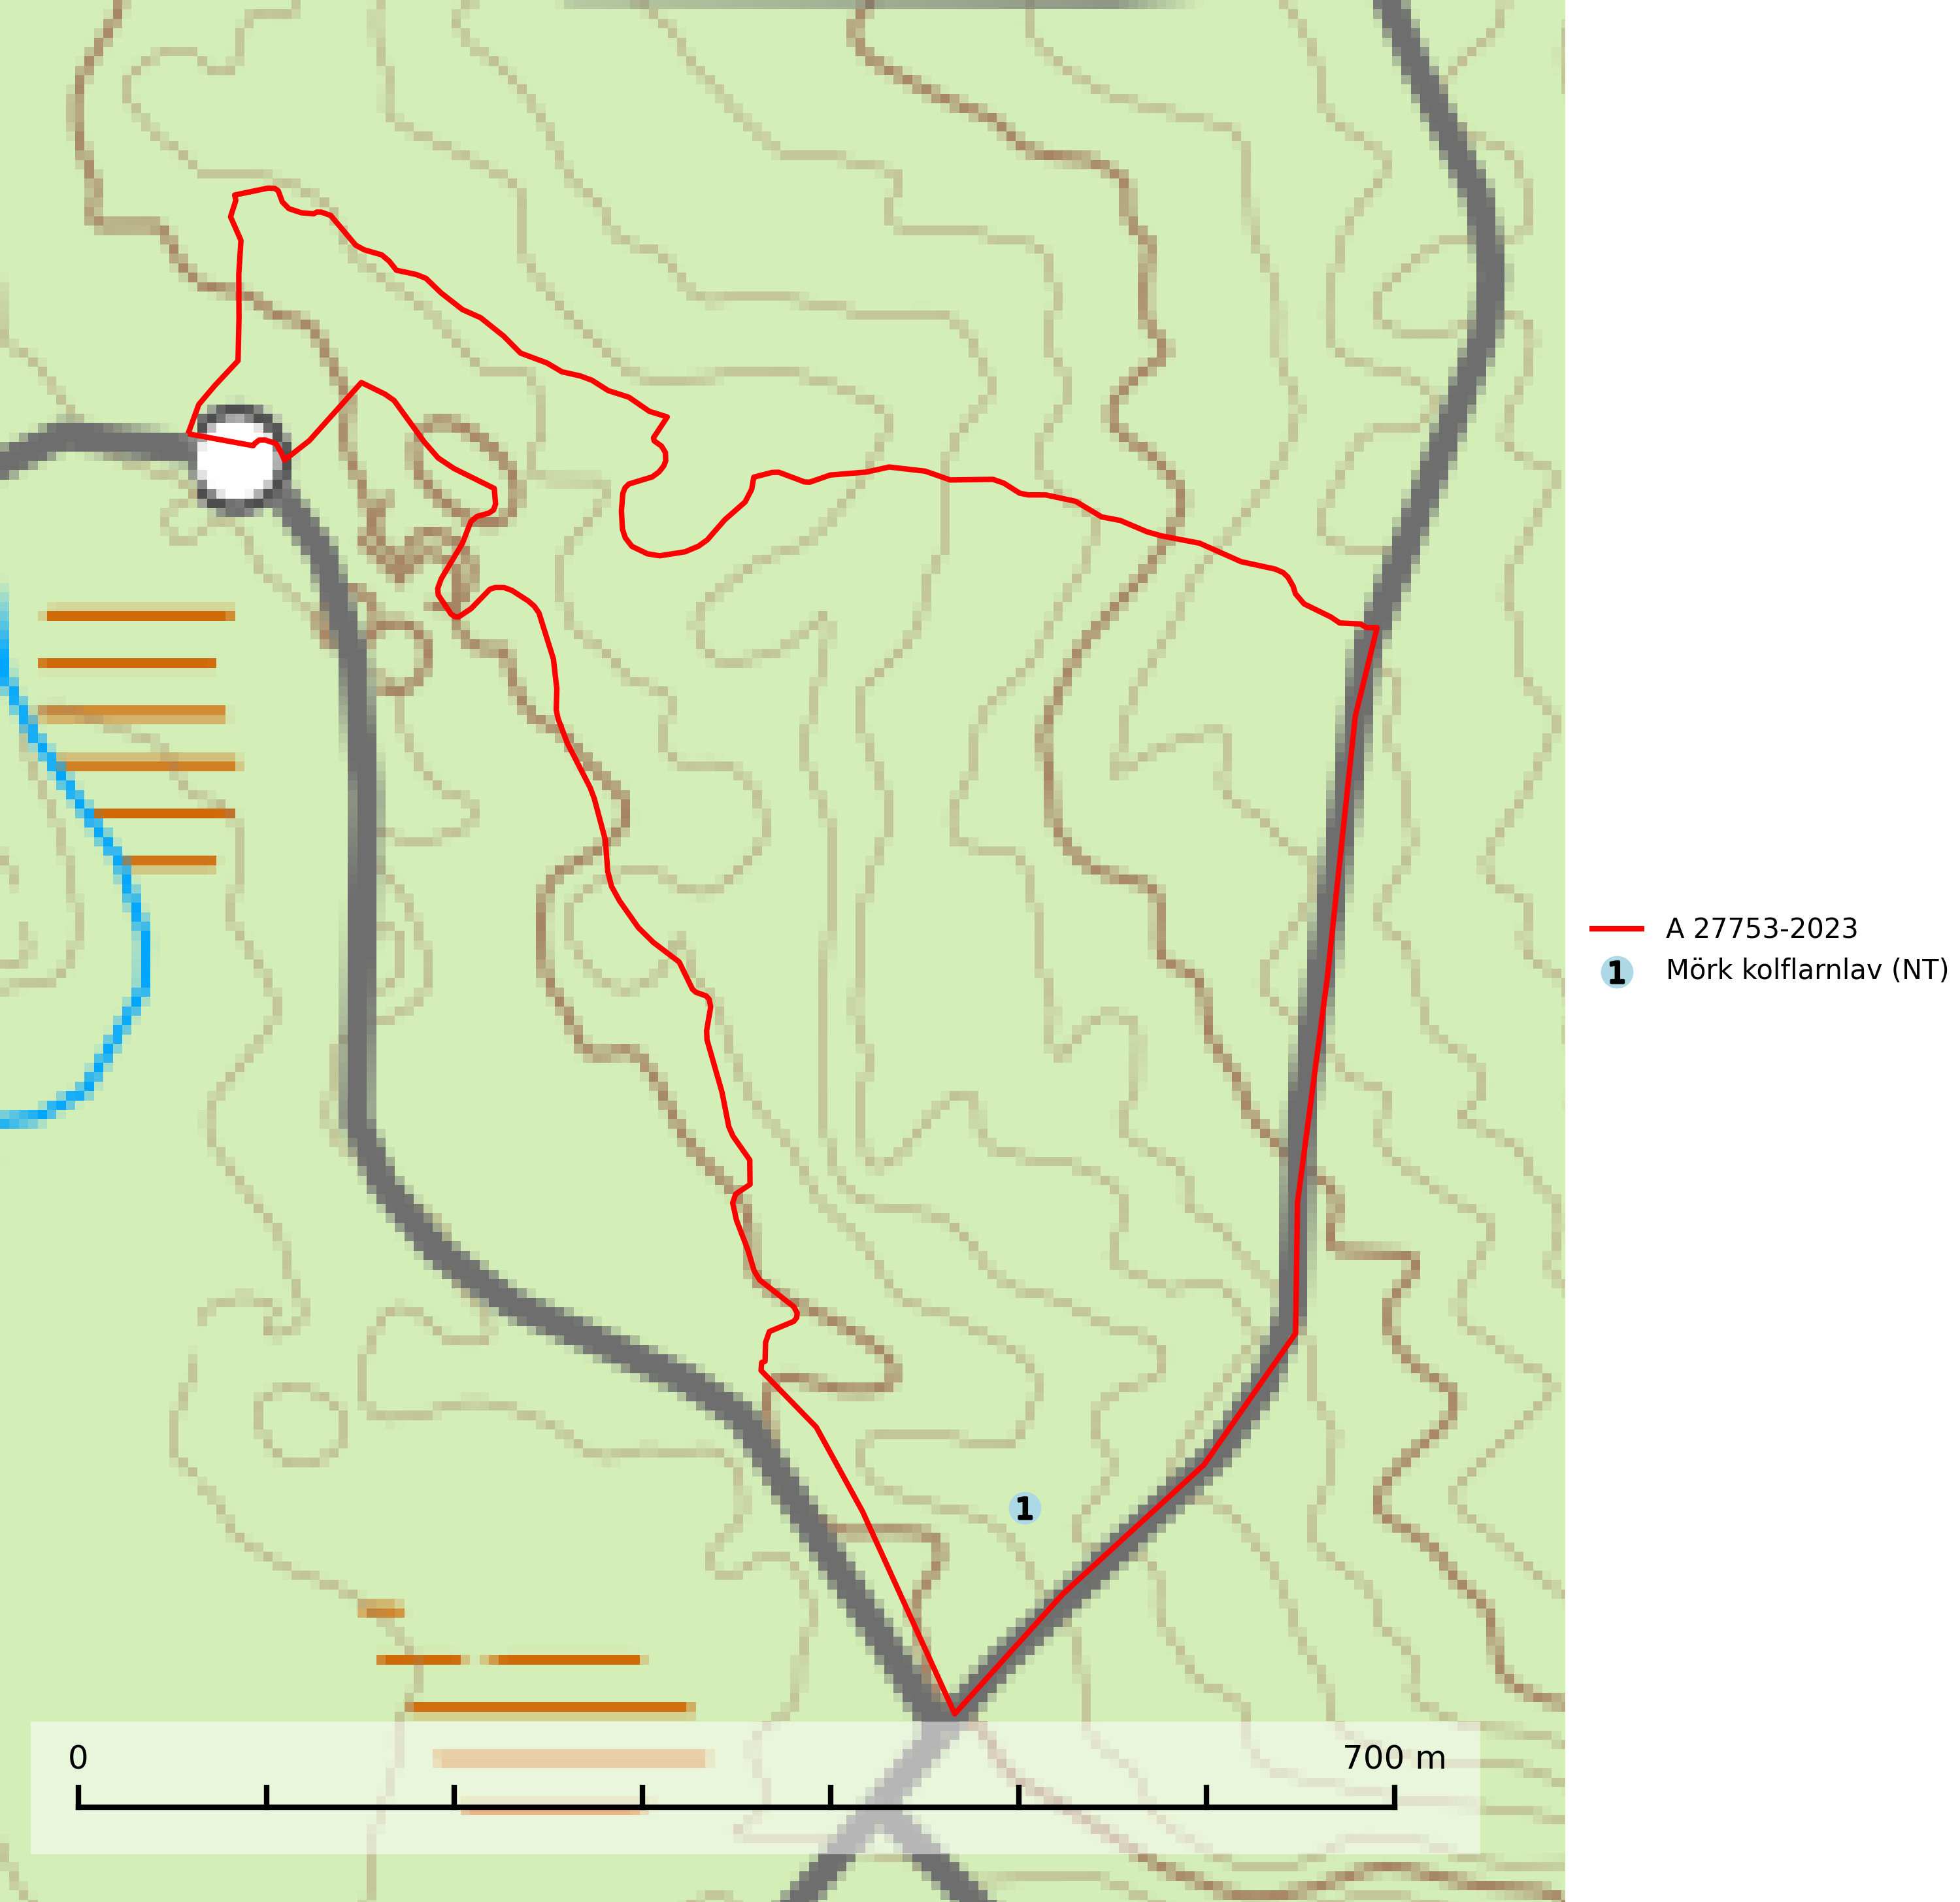 A 27753-2023
1 Mörk kolflarnlav (NT)
1
0 700 m